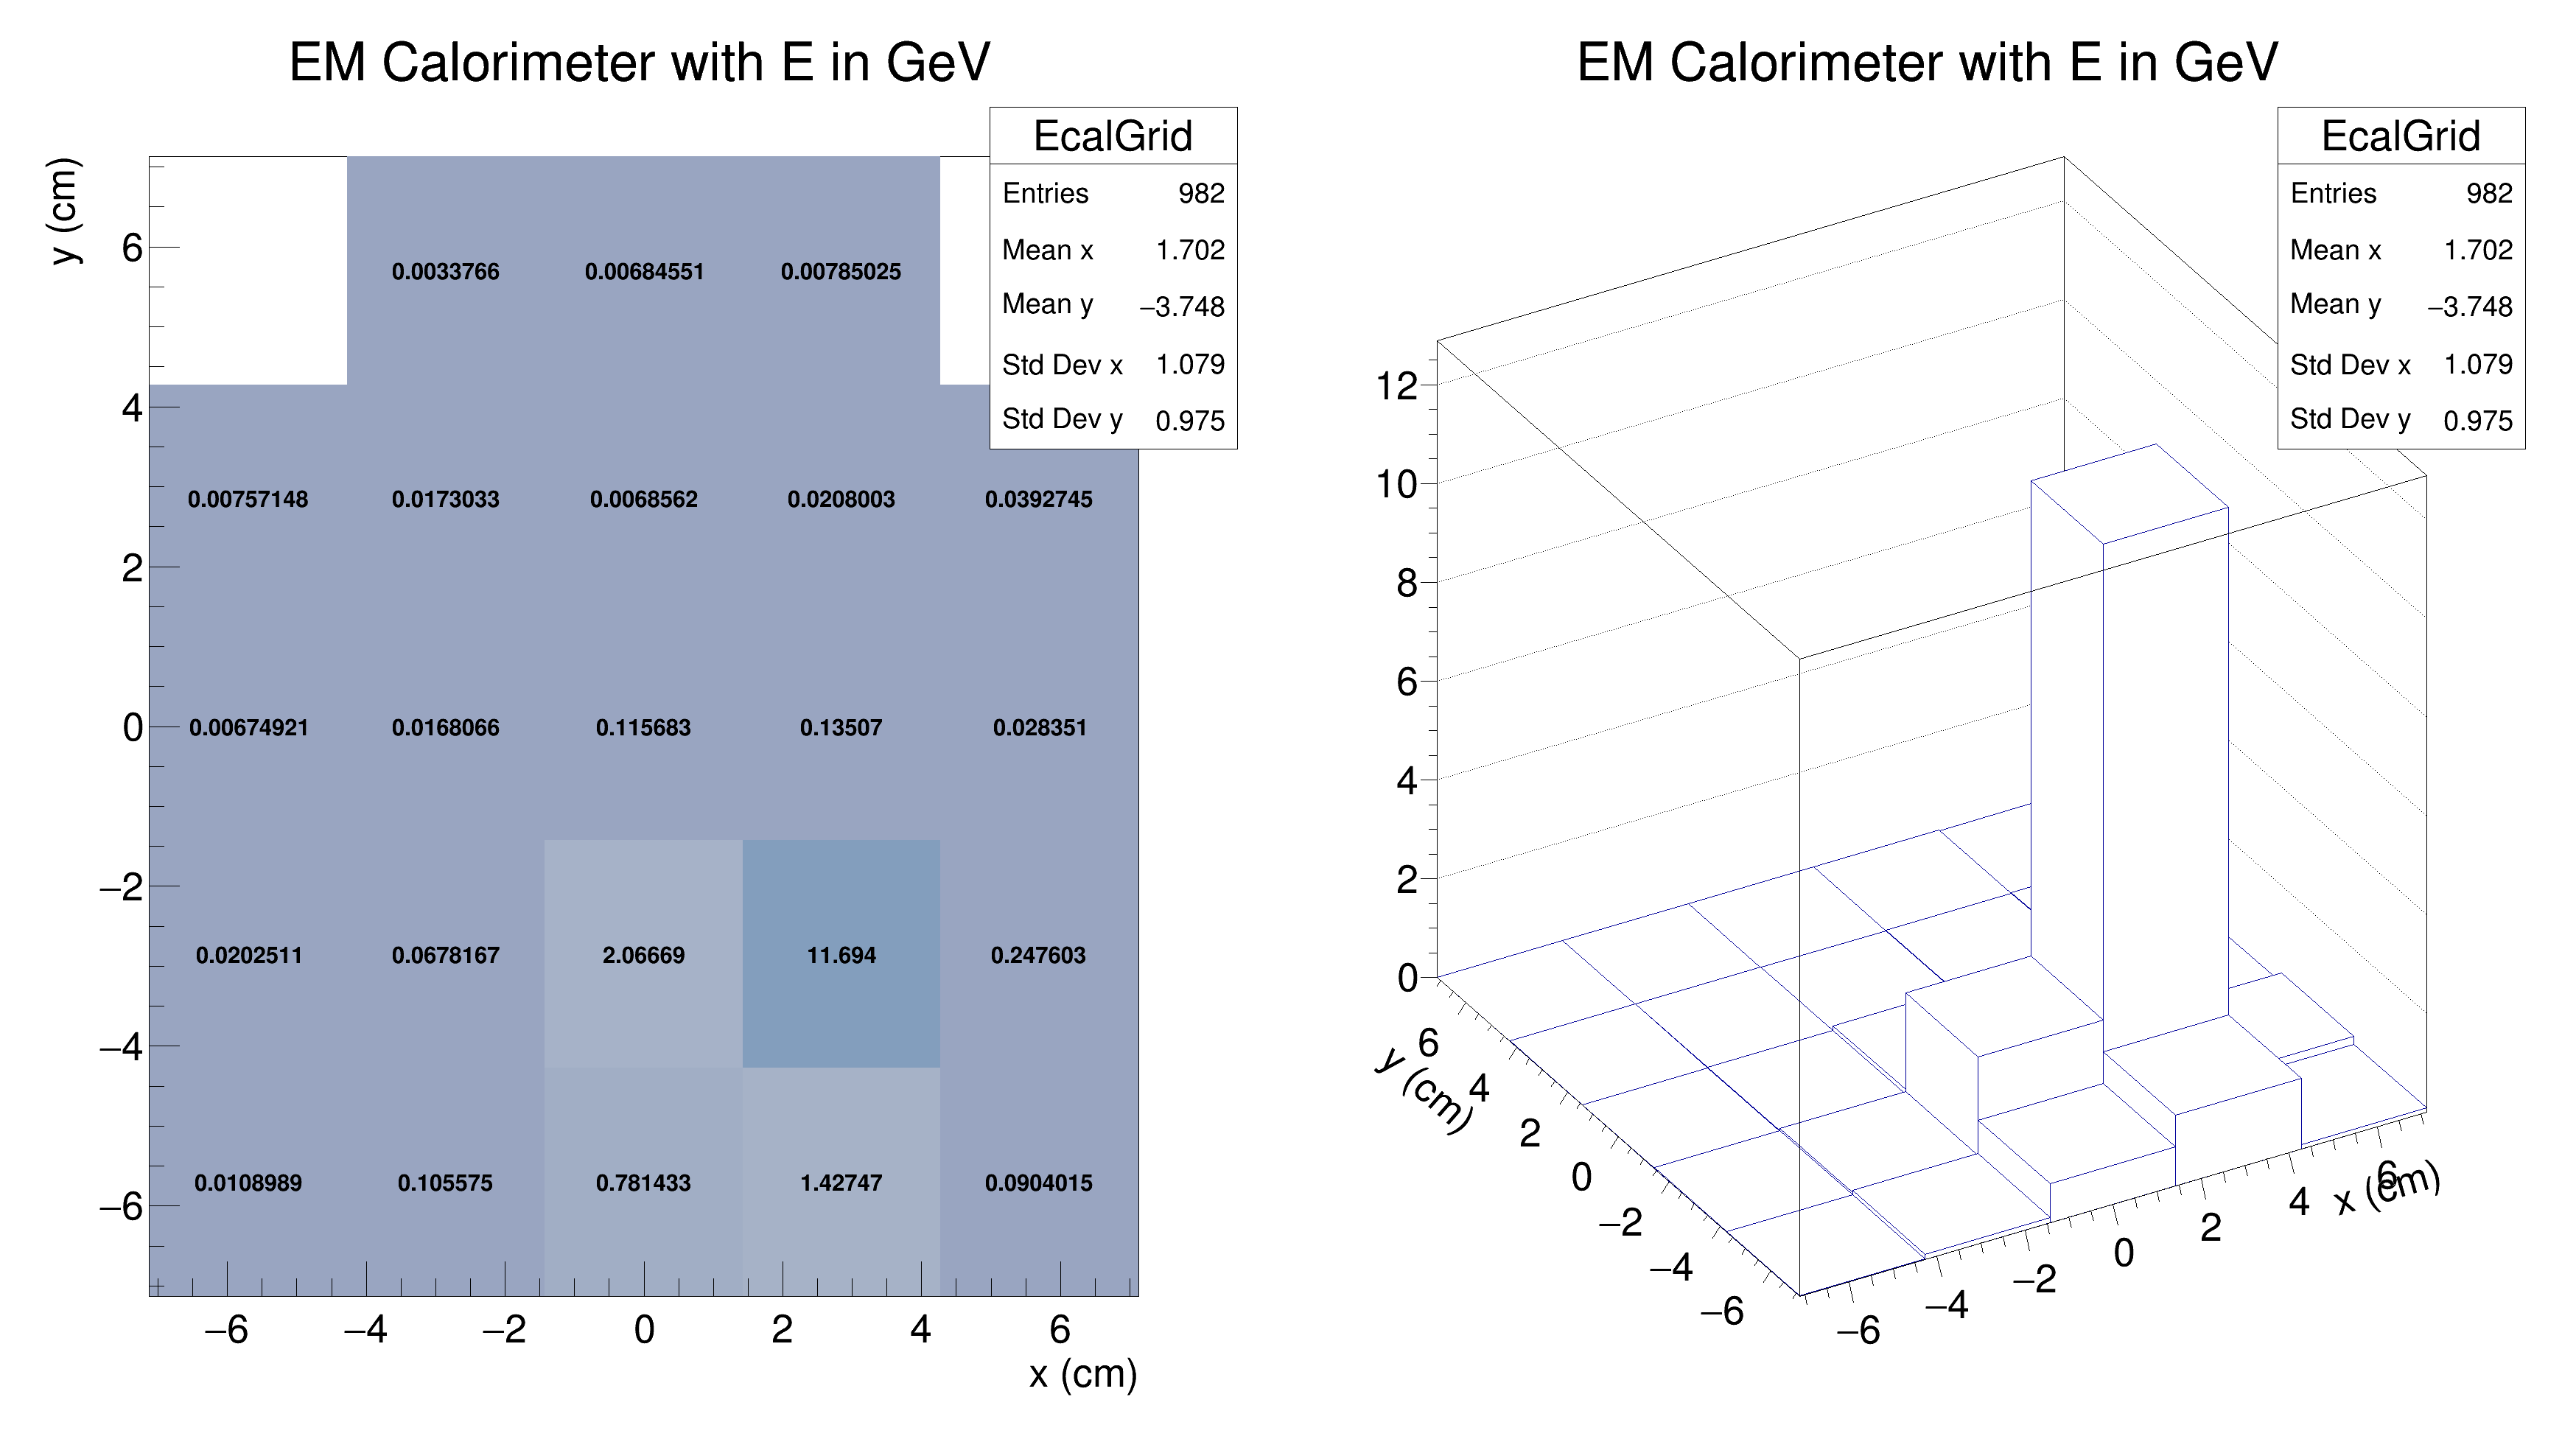 EM Calorimeter with E in GeV
EcalGrid
Entries 982
Mean x 1.702
Mean y −3.748
Std Dev x 1.079
Std Dev y 0.975
y (cm)
6
4
2
0
−2
−4
−6
0.0033766 0.00684551 0.00785025
0.00757148 0.0173033 0.0068562 0.0208003 0.0392745
0.00674921 0.0168066 0.115683 0.13507 0.028351
0.0202511 0.0678167 2.06669 11.694 0.247603
0.0108989 0.105575 0.781433 1.42747 0.0904015
−6 −4 −2 0 2 4 6
x (cm)
EM Calorimeter with E in GeV
EcalGrid
Entries 982
Mean x 1.702
Mean y −3.748
Std Dev x 1.079
Std Dev y 0.975
12
10
8
6
4
2
0
y (cm)
6
4
2
0
−2
−4
−6
−6 −4 −2 0 2 4 6
x (cm)